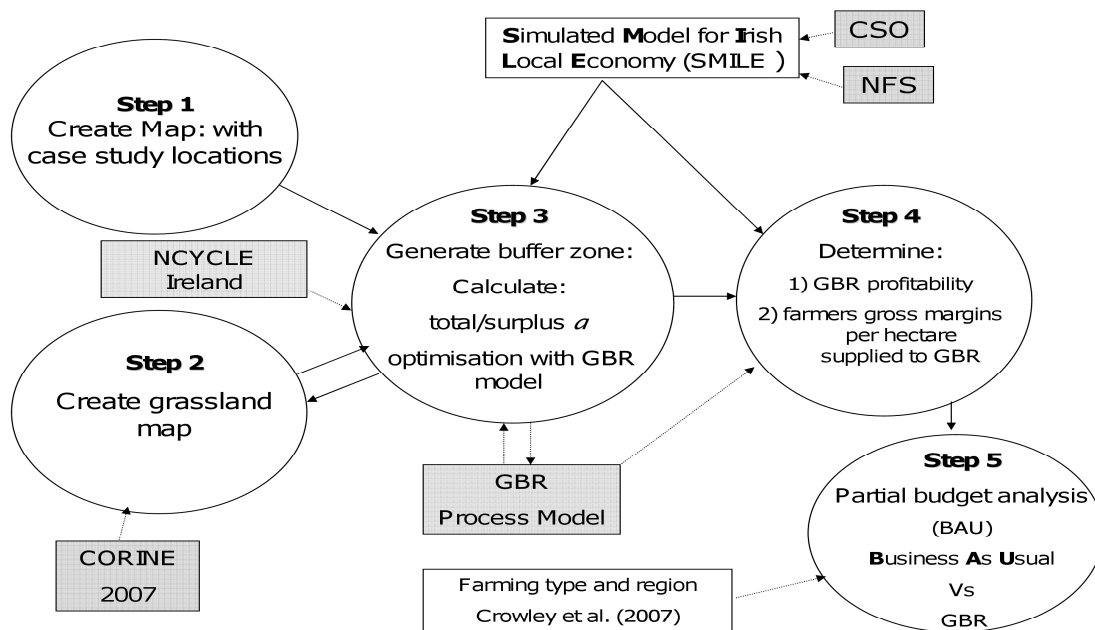 Simulated Model for Irish
Local Economy (SMILE )
CSO
NFS
Step 1
Create Map: with
case study locations
NCYCLE
Ireland
Step 2
Create grassland
map
CORINE
2007
Step 3
Generate buffer zone:
Calculate:
total/surplus a
optimisation with GBR
model
GBR
Process Model
Step 4
Determine:
1) GBR profitability
2) farmers gross margins
per hectare
supplied to GBR
Step 5
Partial budget analysis
(BAU)
Business As Usual
Vs
GBR
Farming type and region
Crowley et al. (2007)